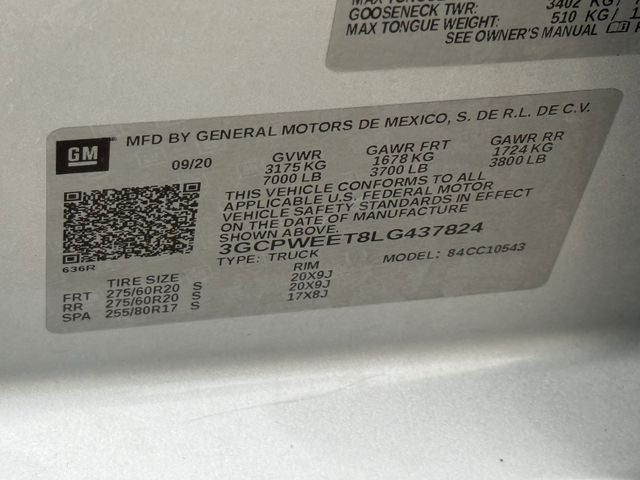 GOOSENECK TWR: 3402 KG/
MAX TONGUE WEIGHT: 510 KG/
SEE OWNER'S MANUAL
GM
MFD BY GENERAL MOTORS DE MEXICO, S. DE R.L. DE C.V.
09/20 GVWR GAWR FRT GAWR RR
3175 KG 1678 KG 1724 KG
7000 LB 3700 LB 3800 LB
THIS VEHICLE CONFORMS TO ALL
APPLICABLE U.S. FEDERAL MOTOR
VEHICLE SAFETY STANDARDS IN EFFECT
ON THE DATE OF MANUFACTURE
SHOWN ABOVE.
3GCPWEET8LG437824
636R
TYPE: TRUCK MODEL: 84CC10543
TIRE SIZE RIM
FRT 275/60R20 S 20X9J
RR 275/60R20 S 20X9J
SPA 255/80R17 S 17X8J